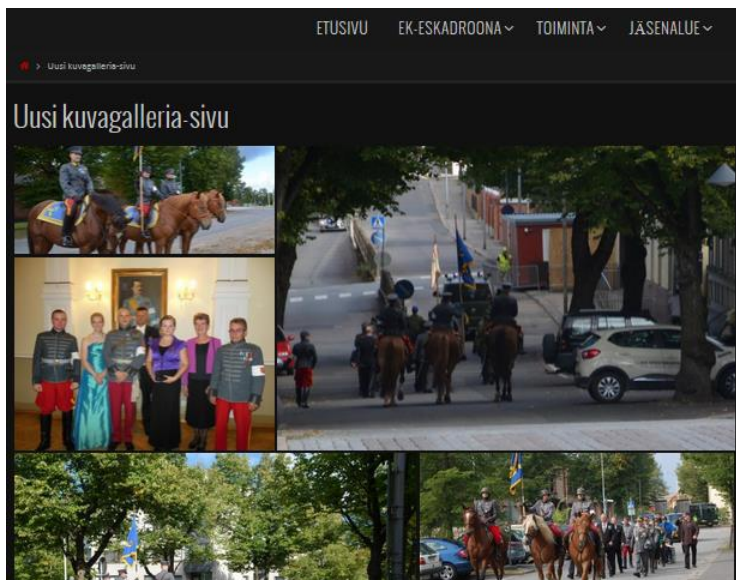 ETUSIVU EK-ESKADROONA TOIMINTA JÄSENALUE
> Uusi kuvagalleria-sivu
Uusi kuvagalleria-sivu